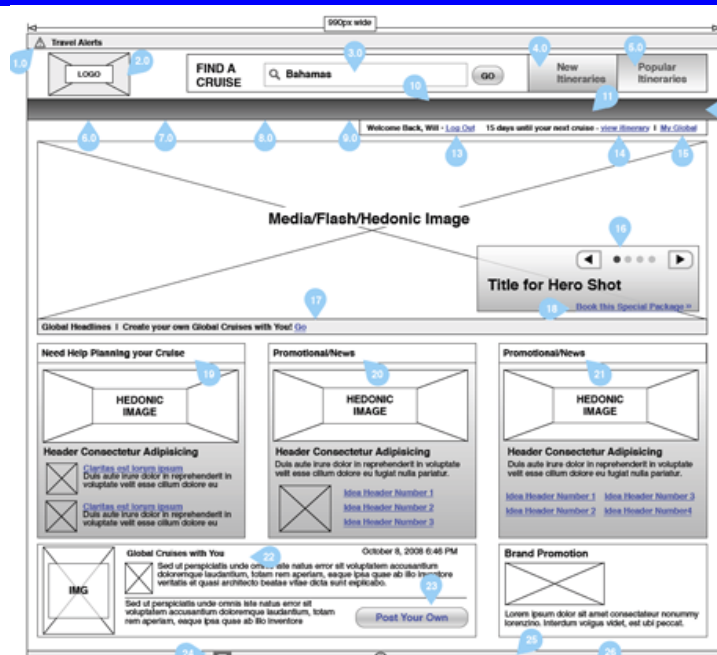 990px wide
Travel Alerts
1.0
LOGO
2.0
FIND A
CRUISE
Bahamas
3.0
GO
4.0
New
Itineraries
5.0
Popular
Itineraries
10
11
6.0
7.0
8.0
9.0
Welcome Back, Will - Log Out 15 days until your next cruise - view itinerary I My Global
13
14
15
Media/Flash/Hedonic Image
16
Title for Hero Shot
Book this Special Package »
17
18
Global Headlines I Create your own Global Cruises with You! Go
Need Help Planning your Cruise
19
HEDONIC
IMAGE
Header Consectetur Adipisicing
Claritas est lorum ipsum
Duis aute irure dolor in reprehenderit in
voluptate velit esse cillum dolore eu
Claritas est lorum ipsum
Duis aute irure dolor in reprehenderit in
voluptate velit esse cillum dolore eu
Promotional/News
20
HEDONIC
IMAGE
Header Consectetur Adipisicing
Duis aute irure dolor in reprehenderit in voluptate
velit esse cillum dolore eu fugiat nulla pariatur.
Idea Header Number 1
Idea Header Number 2
Idea Header Number 3
Promotional/News
21
HEDONIC
IMAGE
Header Consectetur Adipisicing
Duis aute irure dolor in reprehenderit in voluptate
velit esse cillum dolore eu fugiat nulla pariatur.
Idea Header Number 1 Idea Header Number 3
Idea Header Number 2 Idea Header Number4
IMG
Global Cruises with You
22
October 8, 2008 6:46 PM
Sed ut perspiciatis unde omnis iste natus error sit voluptatem accusantium
doloremque laudantium, totam rem aperiam, eaque ipsa quae ab illo inventore
veritatis et quasi architecto beatae vitae dicta sunt explicabo.
23
Sed ut perspiciatis unde omnis iste natus error sit
voluptatem accusantium doloremque laudantium, totam
rem aperiam, eaque ipsa quae ab illo inventore
Post Your Own
Brand Promotion
Lorem ipsum dolor sit amet consectateur nonummy
lorenzino. Interdum volgus videt, est ubi peccat.
24
25
26